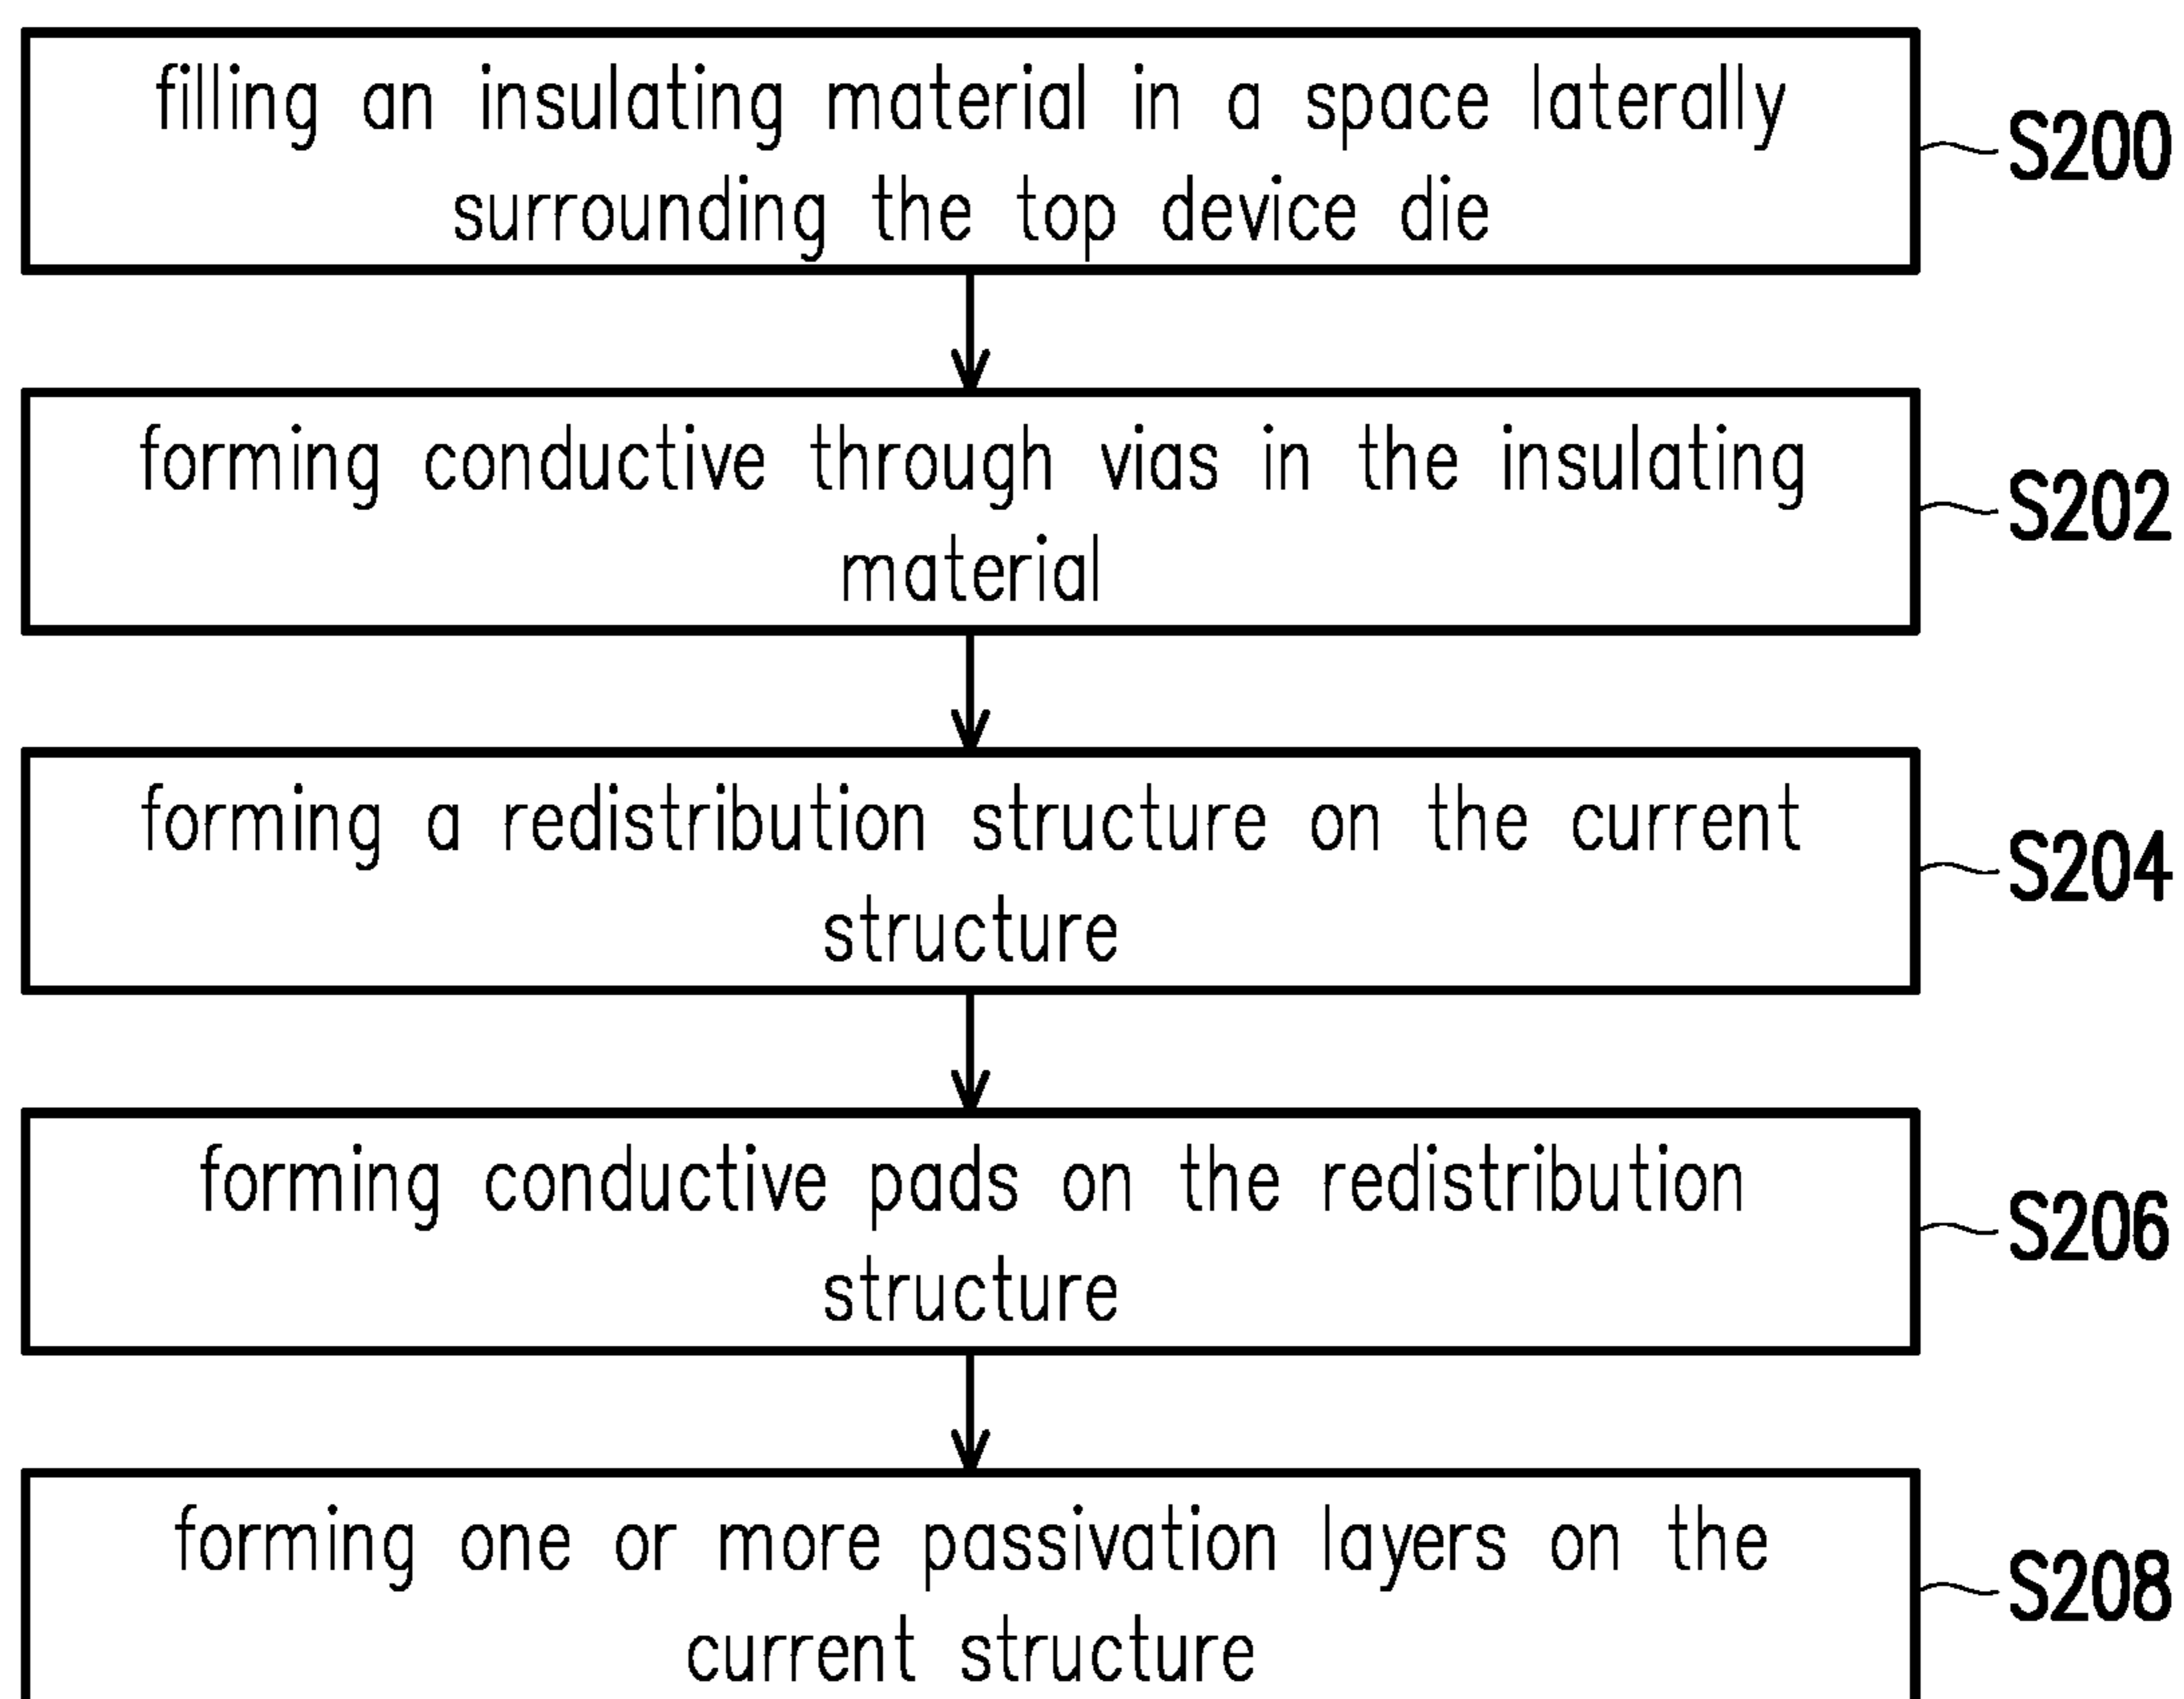 filling an insulating material in a space laterally
surrounding the top device die
S200
forming conductive through vias in the insulating
material
S202
forming a redistribution structure on the current
structure
S204
forming conductive pads on the redistribution
structure
S206
forming one or more passivation layers on the
current structure
S208